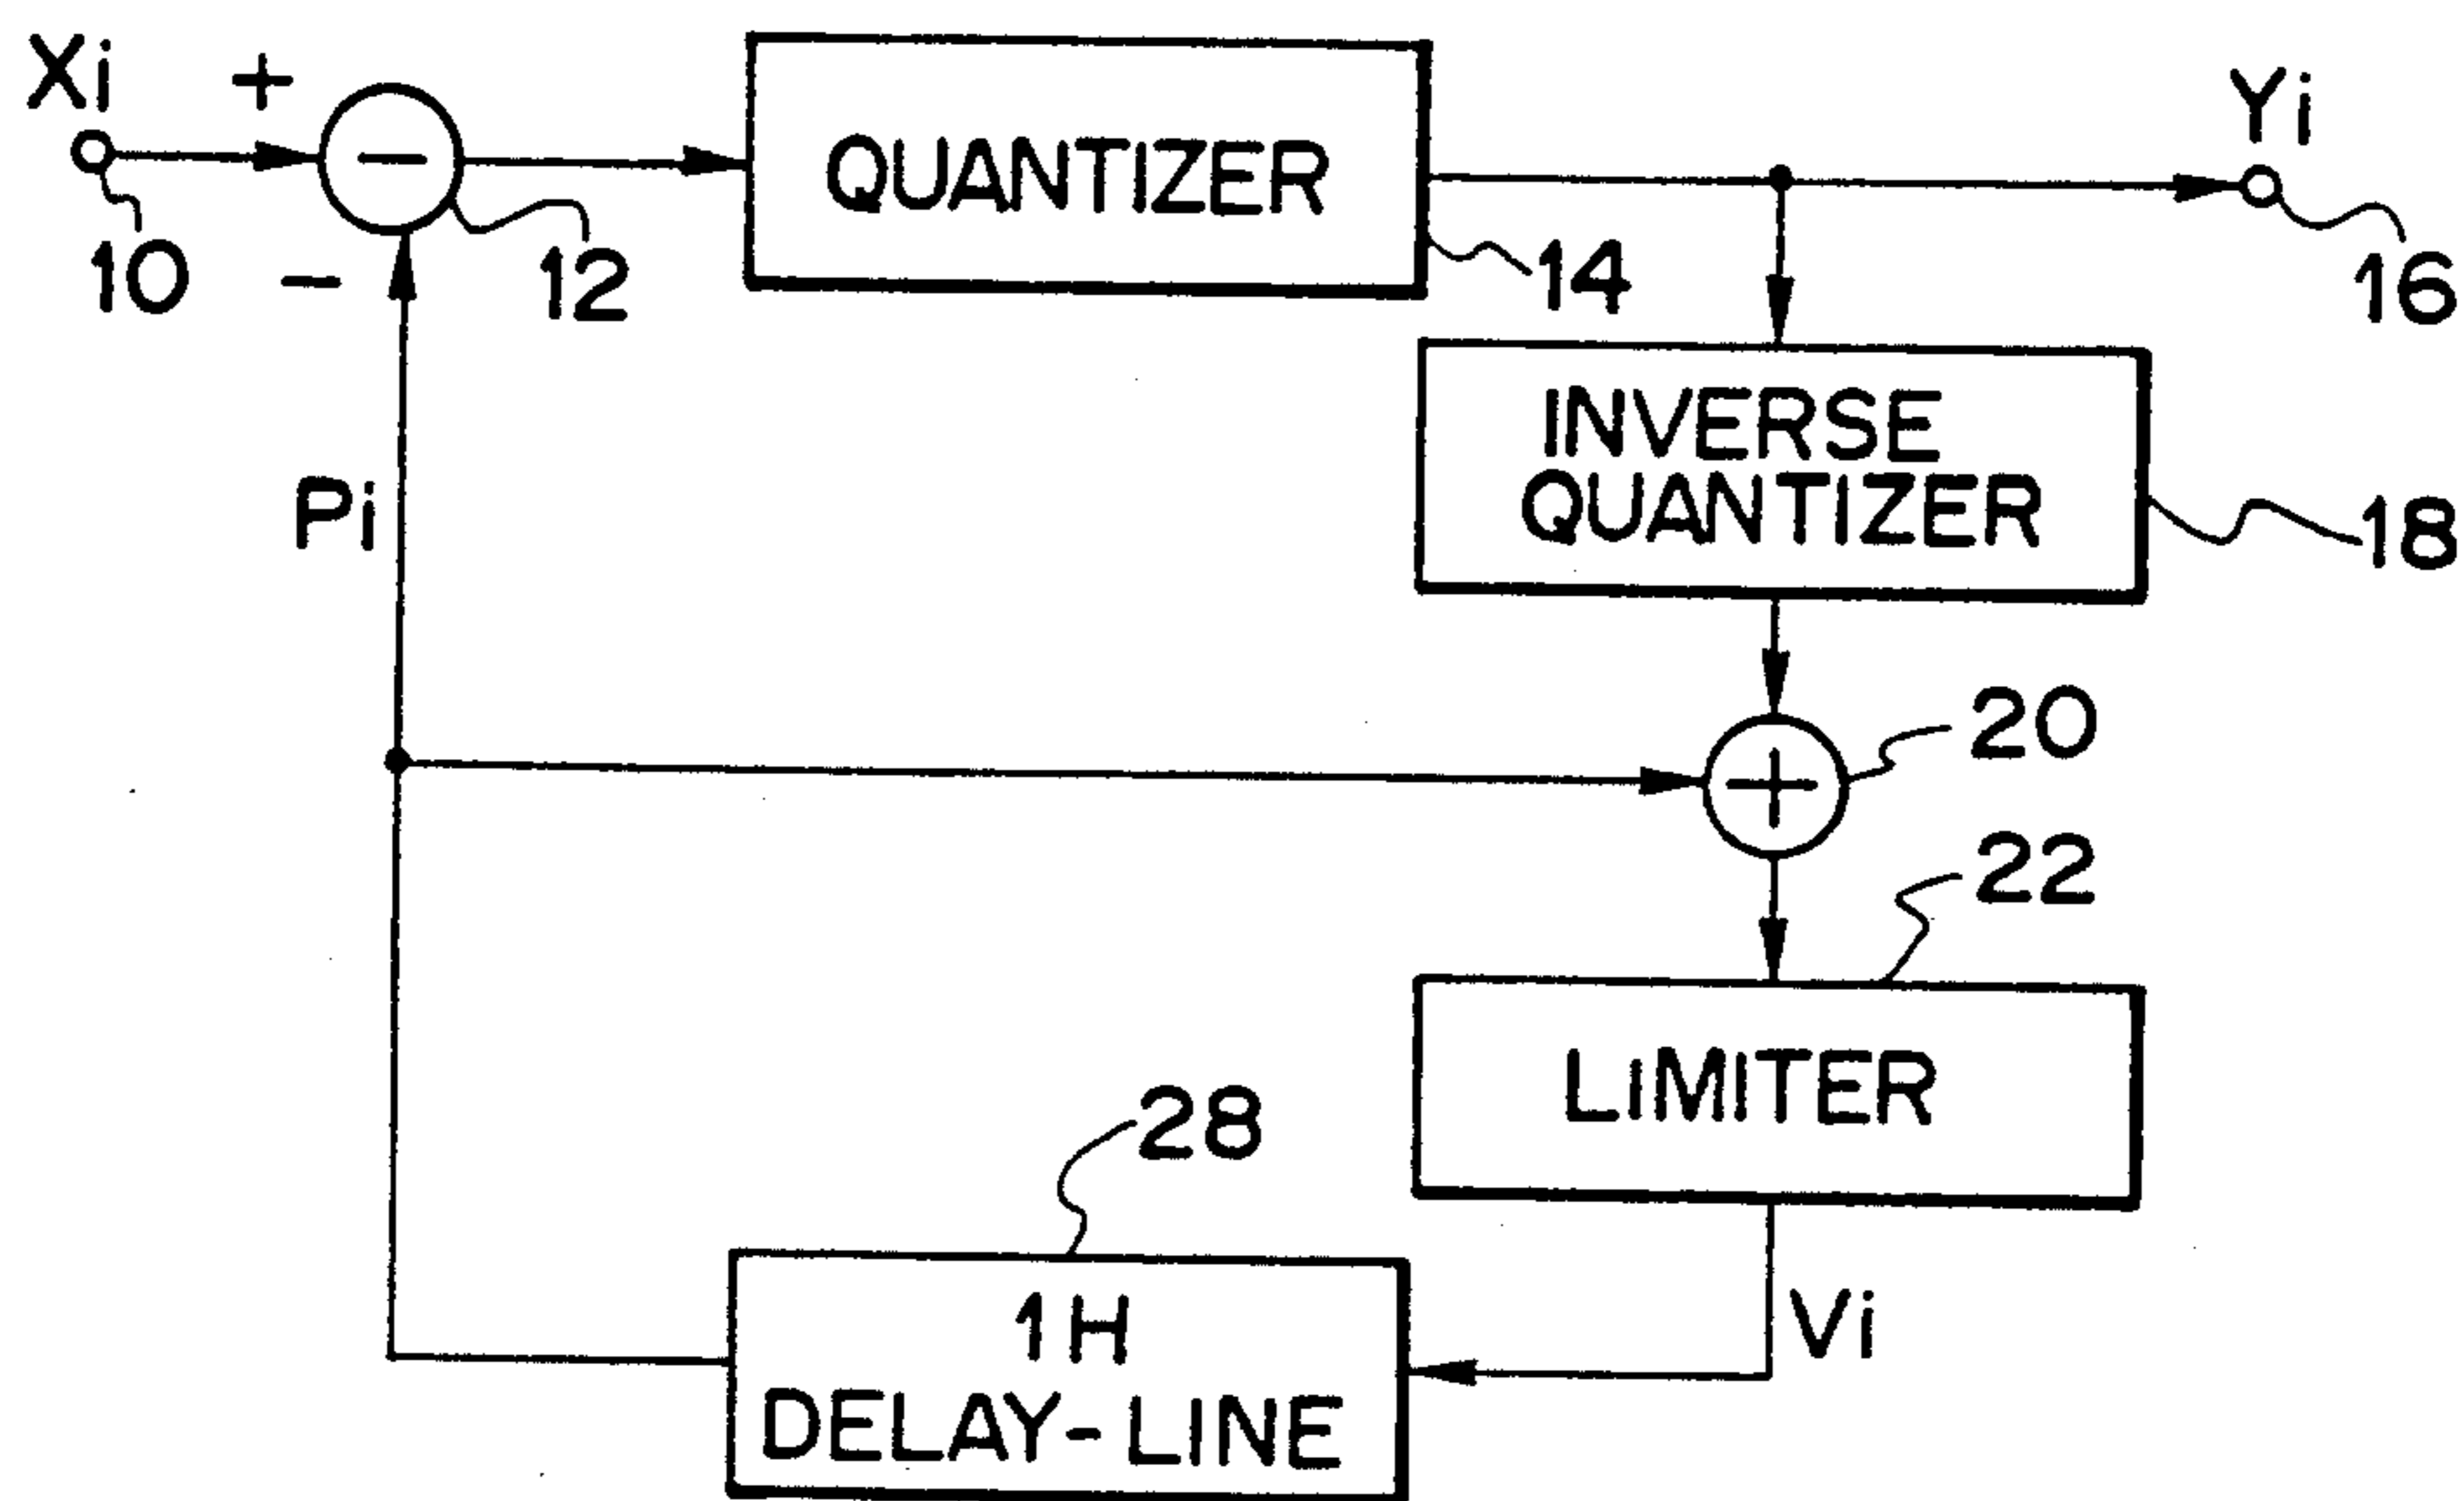 Xi
+
−
Yi
QUANTIZER
10
−
12
14
16
INVERSE
QUANTIZER
18
Pi
20
+
22
LIMITER
28
1H
DELAY-LINE
Vi